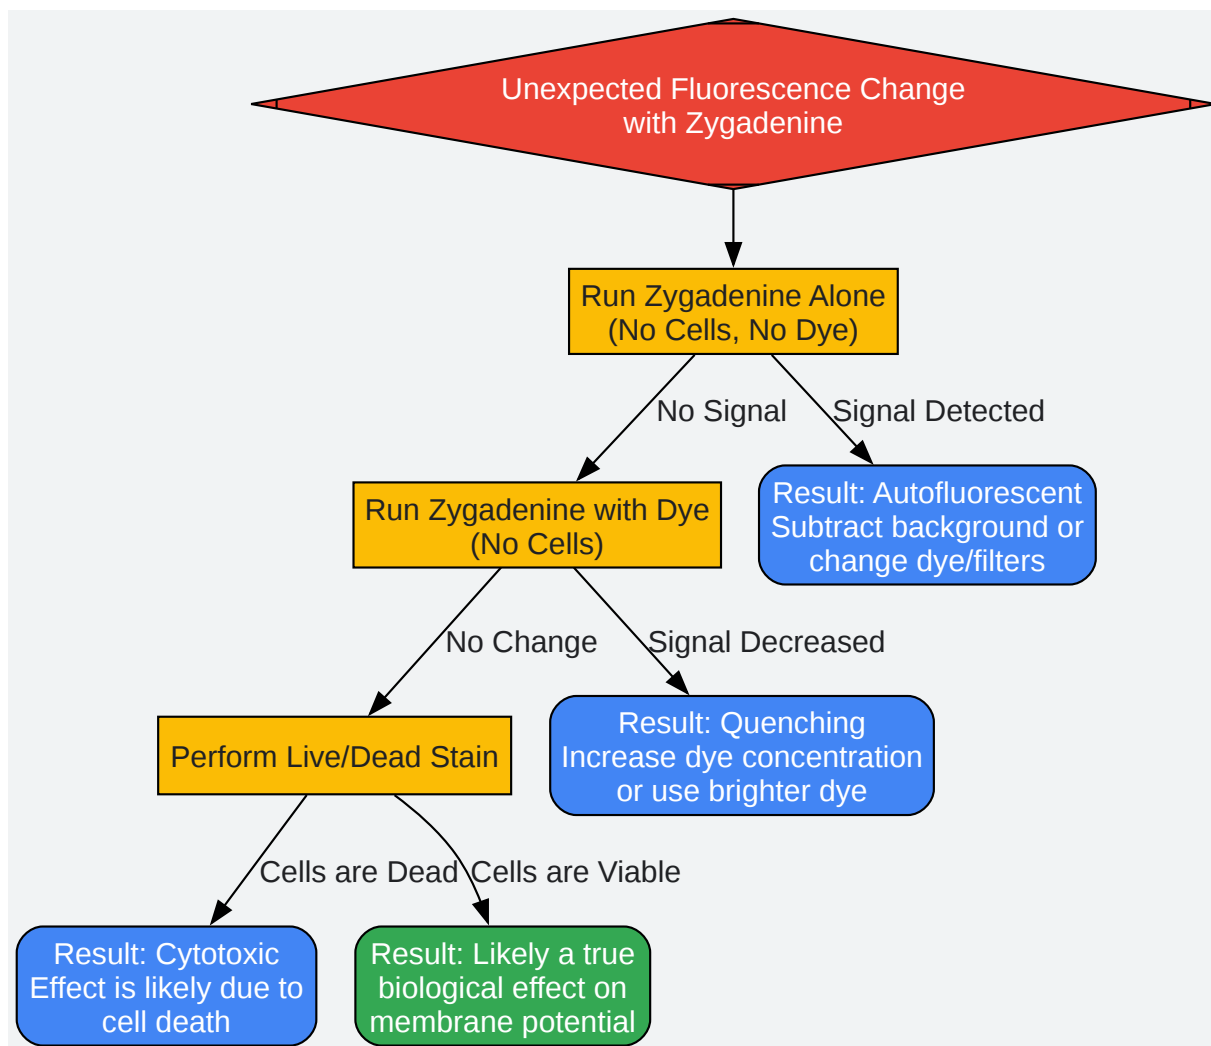 Unexpected Fluorescence Change
with Zygadenine
Run Zygadenine Alone
(No Cells, No Dye)
No Signal
Signal Detected
Run Zygadenine with Dye
(No Cells)
Result: Autofluorescent
Subtract background or
change dye/filters
No Change
Signal Decreased
Perform Live/Dead Stain
Result: Quenching
Increase dye concentration
or use brighter dye
Cells are Dead
Cells are Viable
Result: Cytotoxic
Effect is likely due to
cell death
Result: Likely a true
biological effect on
membrane potential